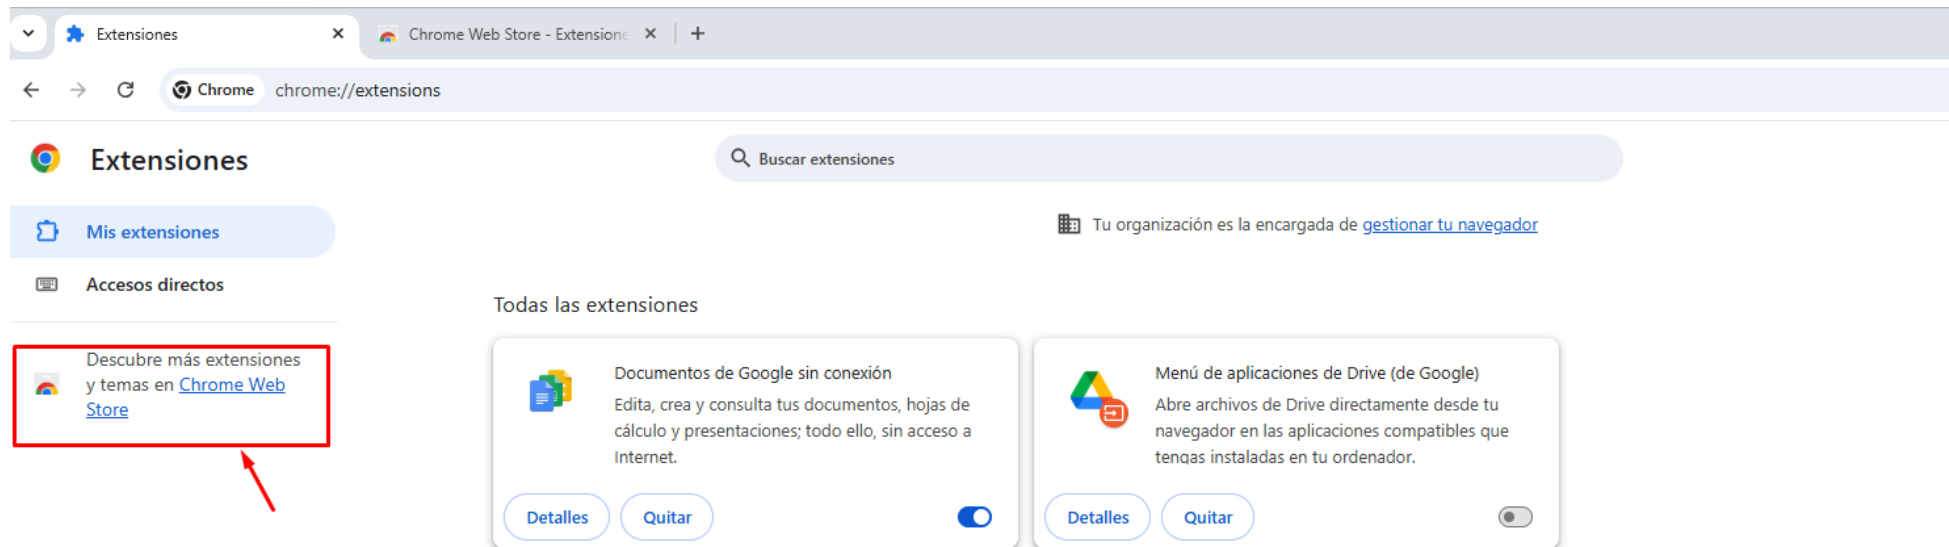 Extensiones
Chrome Web Store - Extensione
Chrome
chrome://extensions
Extensiones
Buscar extensiones
Mis extensiones
Tu organización es la encargada de gestionar tu navegador
Accesos directos
Todas las extensiones
Descubre más extensiones
y temas en Chrome Web
Store
Documentos de Google sin conexión
Edita, crea y consulta tus documentos, hojas de
cálculo y presentaciones; todo ello, sin acceso a
Internet.
Detalles
Quitar
Menú de aplicaciones de Drive (de Google)
Abre archivos de Drive directamente desde tu
navegador en las aplicaciones compatibles que
tengas instaladas en tu ordenador.
Detalles
Quitar